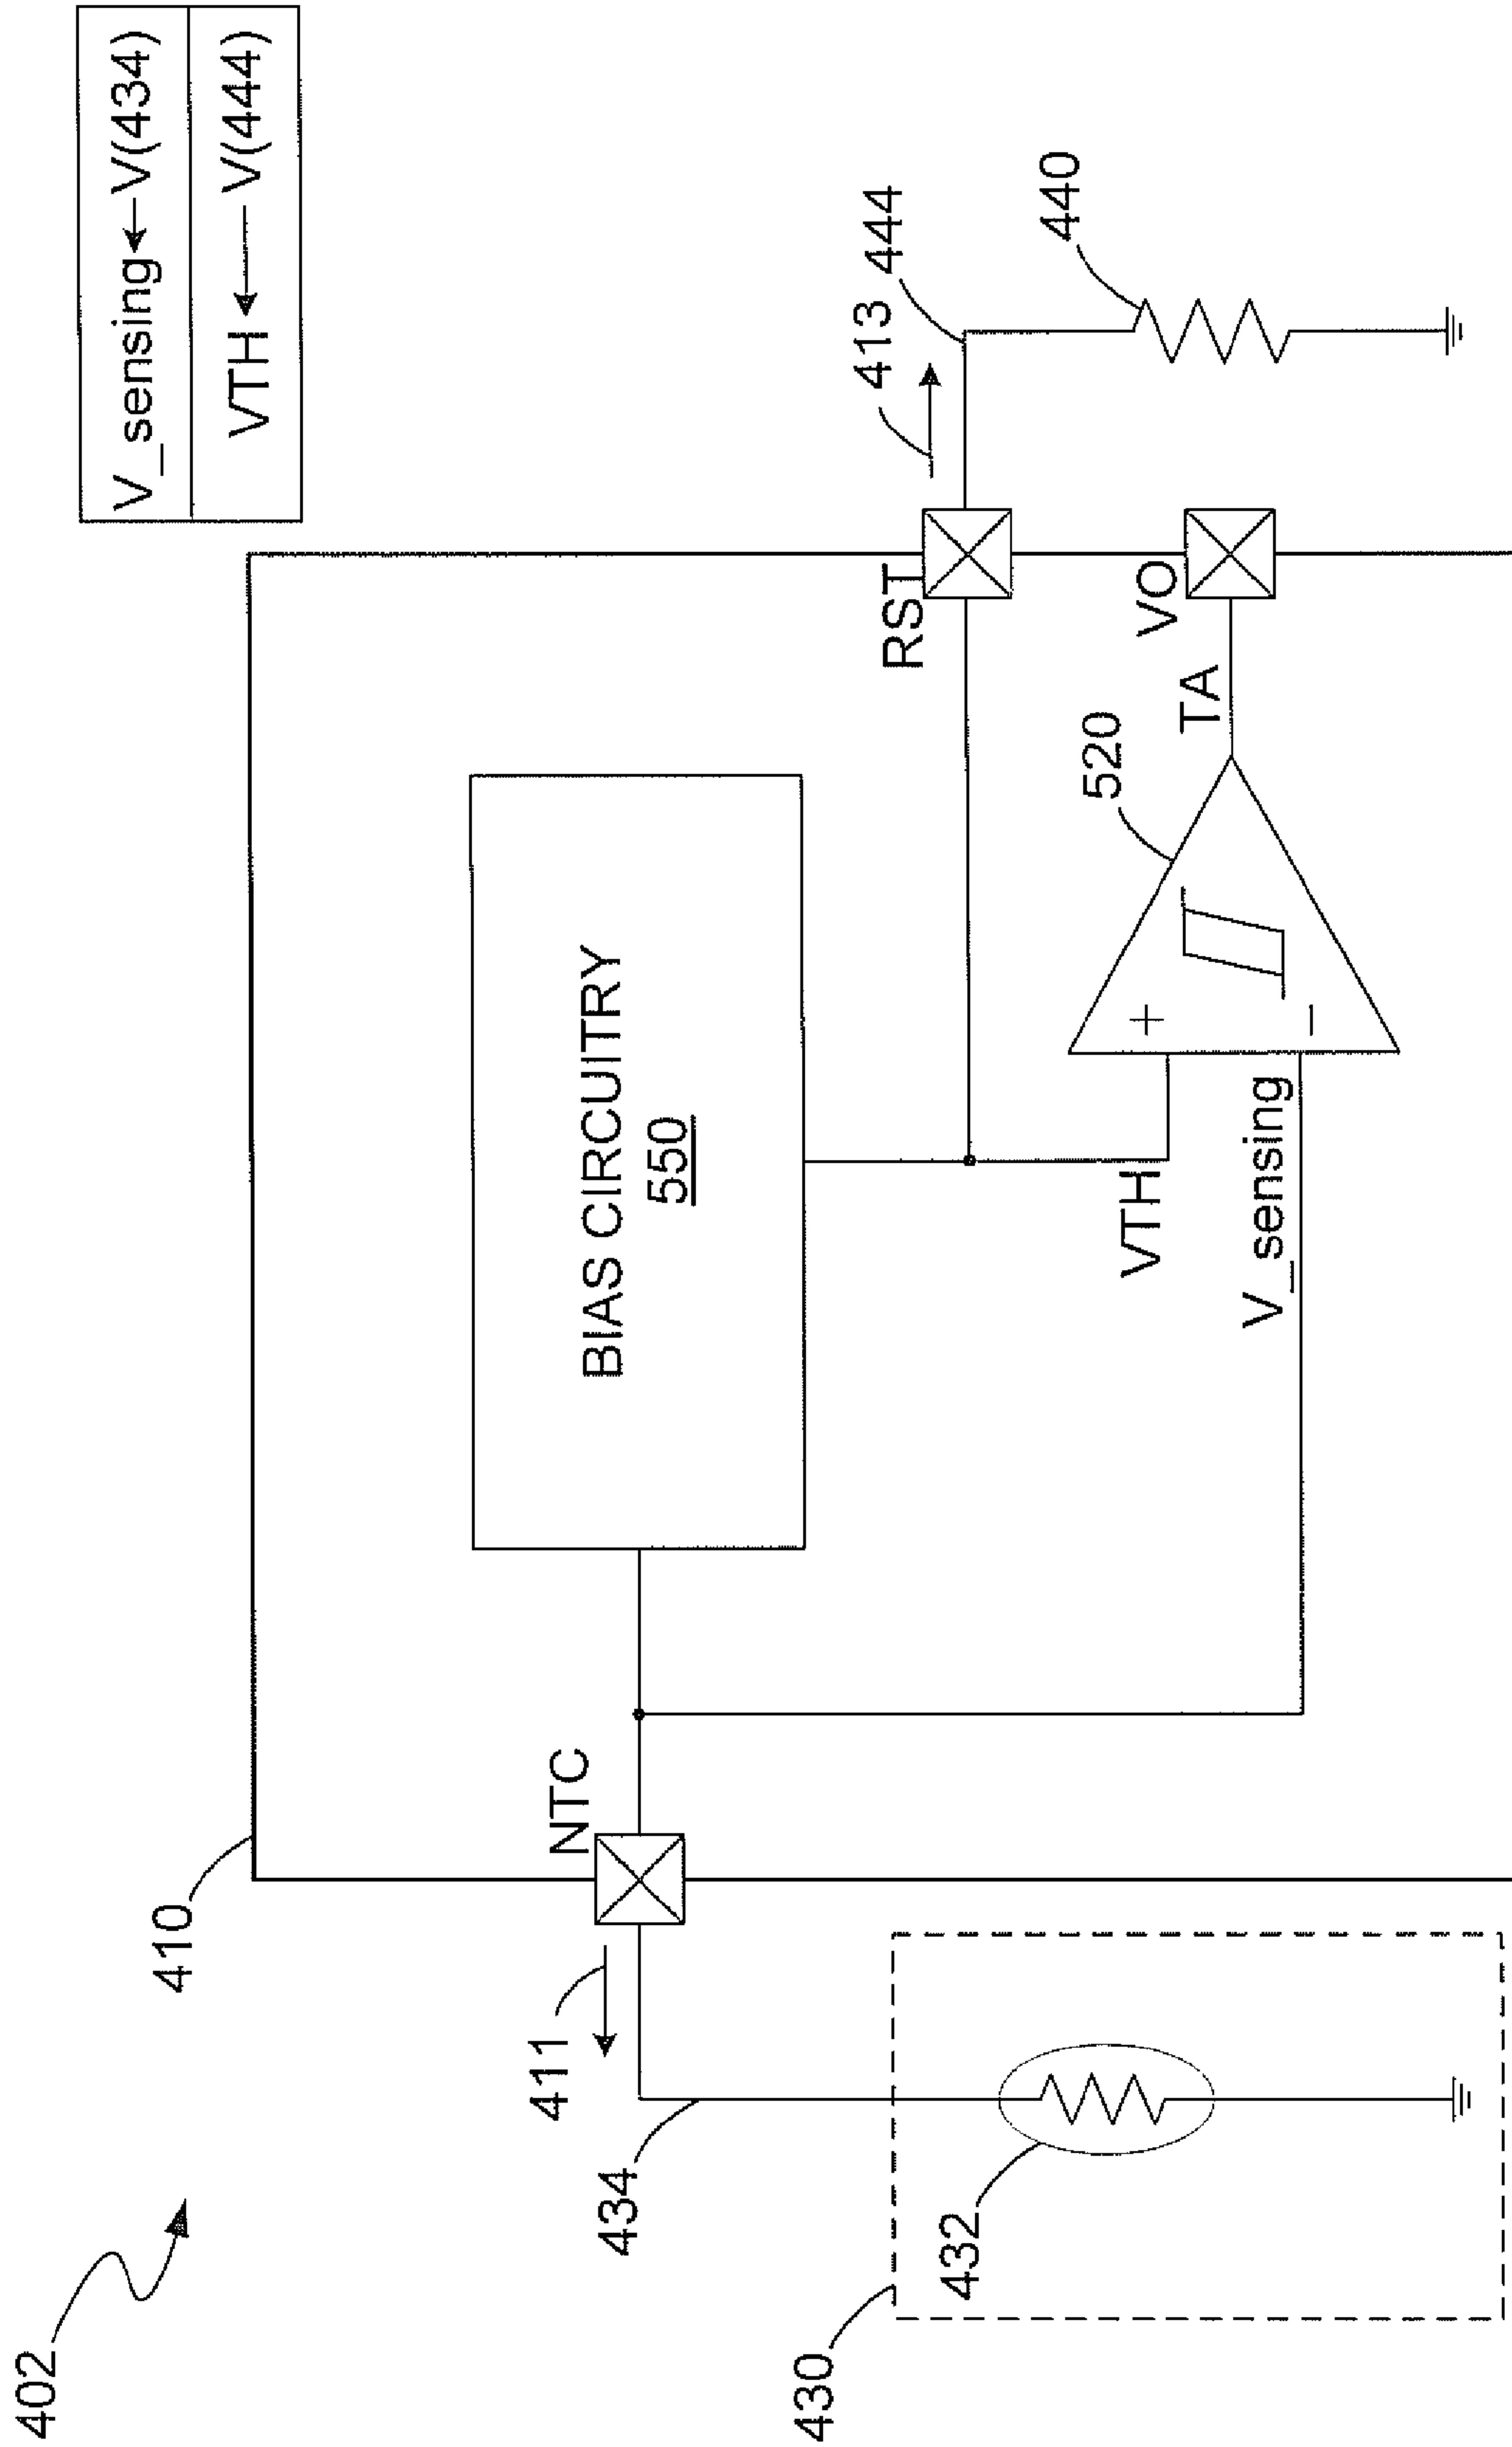 402
410
V_sensing←V(434)
VTH←V(444)
BIAS CIRCUITRY
550
NTC
411
434
RST
413
444
430
432
VTH
V_sensing
+
−
520
TA
VO
440